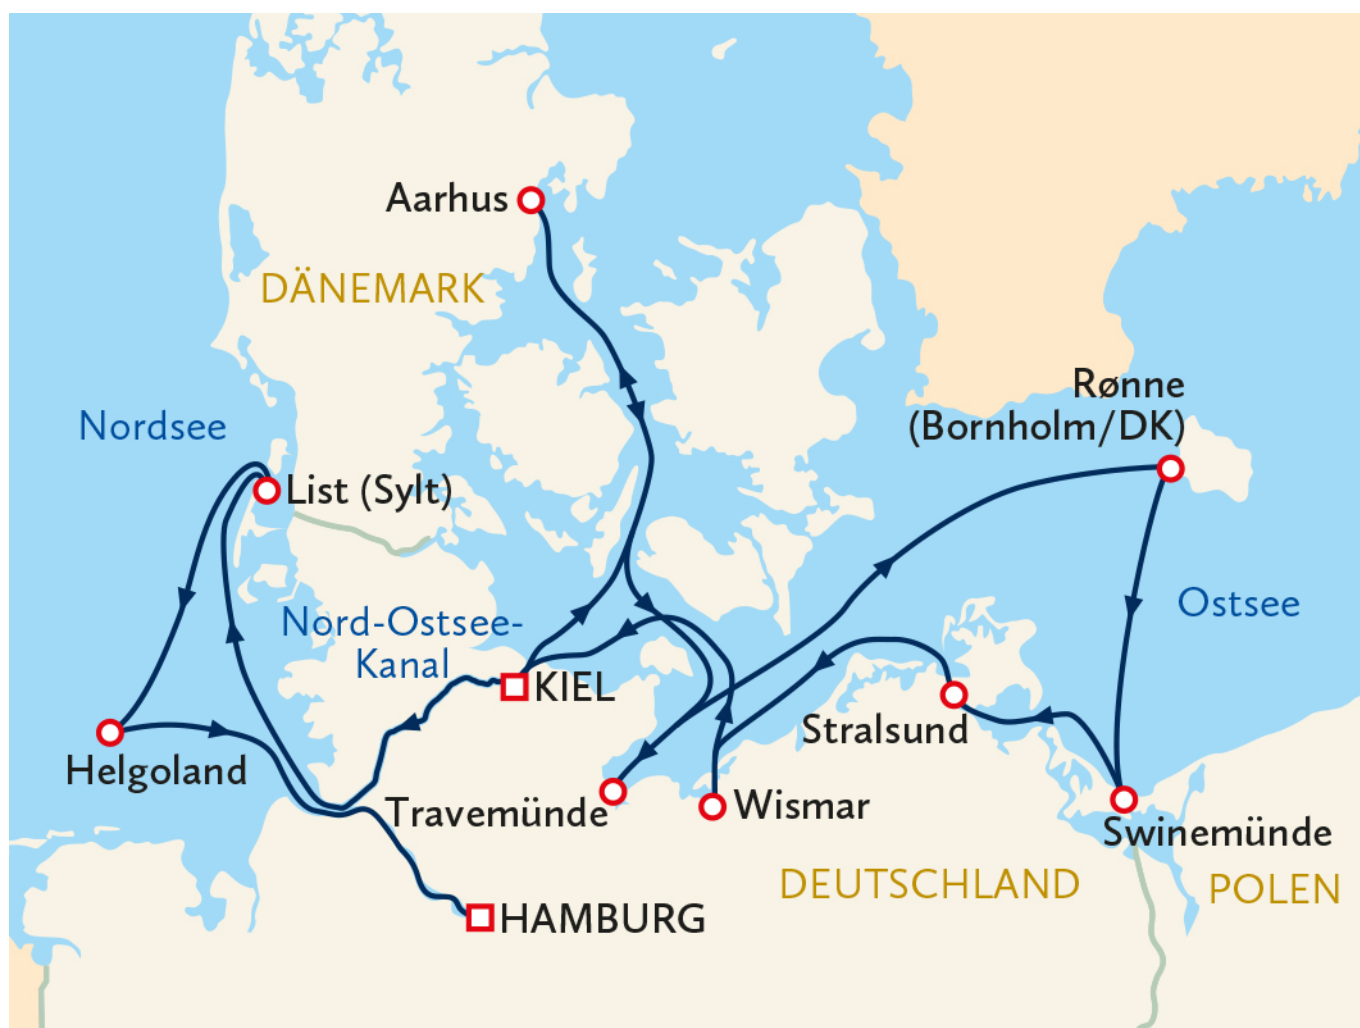 Aarhus
DÄNEMARK
Rønne
(Bornholm/DK)
Nordsee
List (Sylt)
Ostsee
Nord-Ostsee-
Kanal
KIEL
Stralsund
Helgoland
Travemünde
Wismar
Swinemünde
DEUTSCHLAND
POLEN
HAMBURG